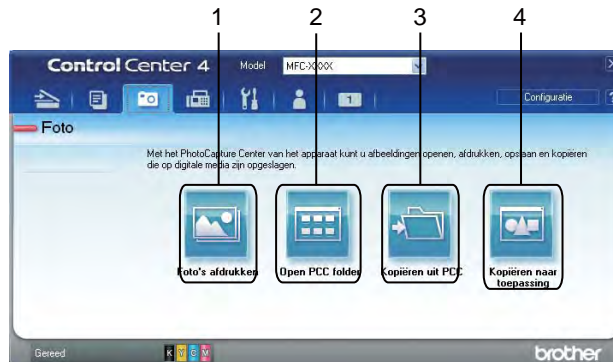 1 2 3 4
Control Center 4 Model MFC-XXXX
1 Configuratie ?
Foto
Met het PhotoCapture Center van het apparaat kunt u afbeeldingen openen, afdrukken, opslaan en kopiëren
die op digitale media zijn opgeslagen.
Foto's afdrukken Open PCC folder Kopiëren uit PCC Kopiëren naar
toepassing
Gereed K Y C M brother